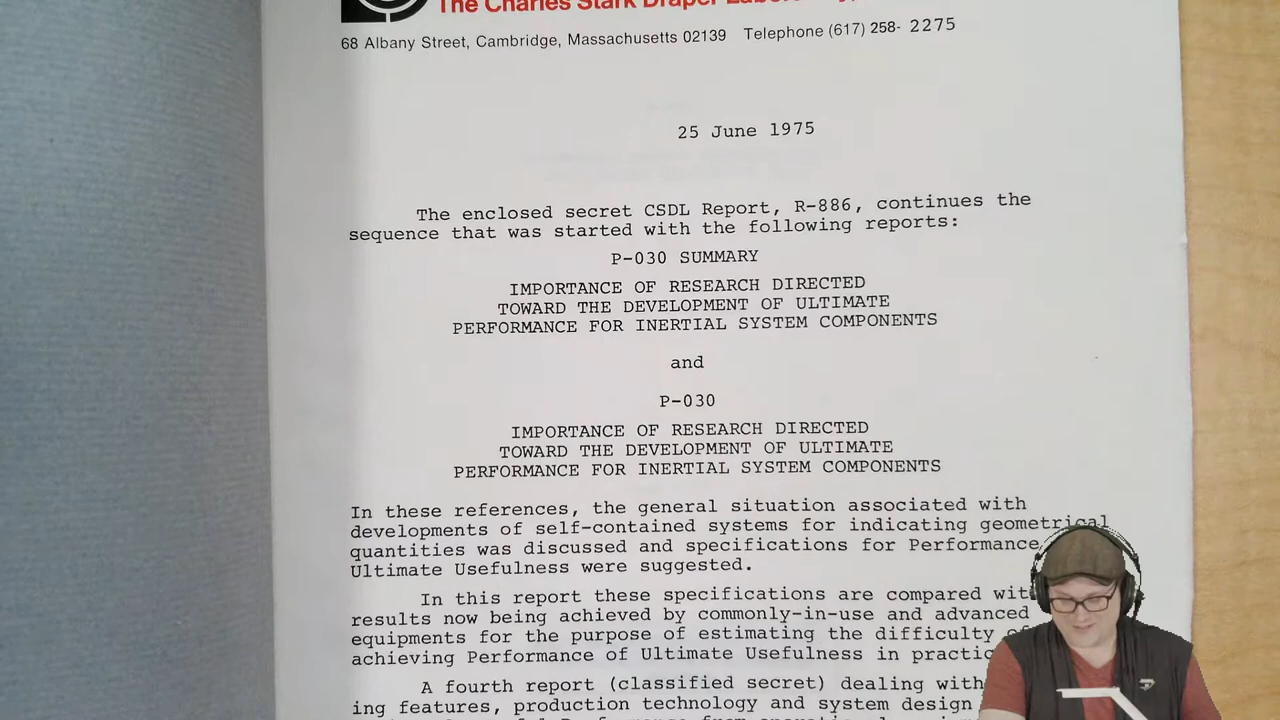 The Charles Stark Draper
68 Albany Street, Cambridge, Massachusetts 02139 Telephone (617) 258- 2275
25 June 1975
The enclosed secret CSDL Report, R-886, continues the
sequence that was started with the following reports:
P-030 SUMMARY
IMPORTANCE OF RESEARCH DIRECTED
TOWARD THE DEVELOPMENT OF ULTIMATE
PERFORMANCE FOR INERTIAL SYSTEM COMPONENTS
and
P-030
IMPORTANCE OF RESEARCH DIRECTED
TOWARD THE DEVELOPMENT OF ULTIMATE
PERFORMANCE FOR INERTIAL SYSTEM COMPONENTS
In these references, the general situation associated with
developments of self-contained systems for indicating geometrical
quantities was discussed and specifications for Performance
Ultimate Usefulness were suggested.
In this report these specifications are compared with
results now being achieved by commonly-in-use and advanced
equipments for the purpose of estimating the difficulty of
achieving Performance of Ultimate Usefulness in
A fourth report (classified secret) dealing with
ing features, production technology and system design